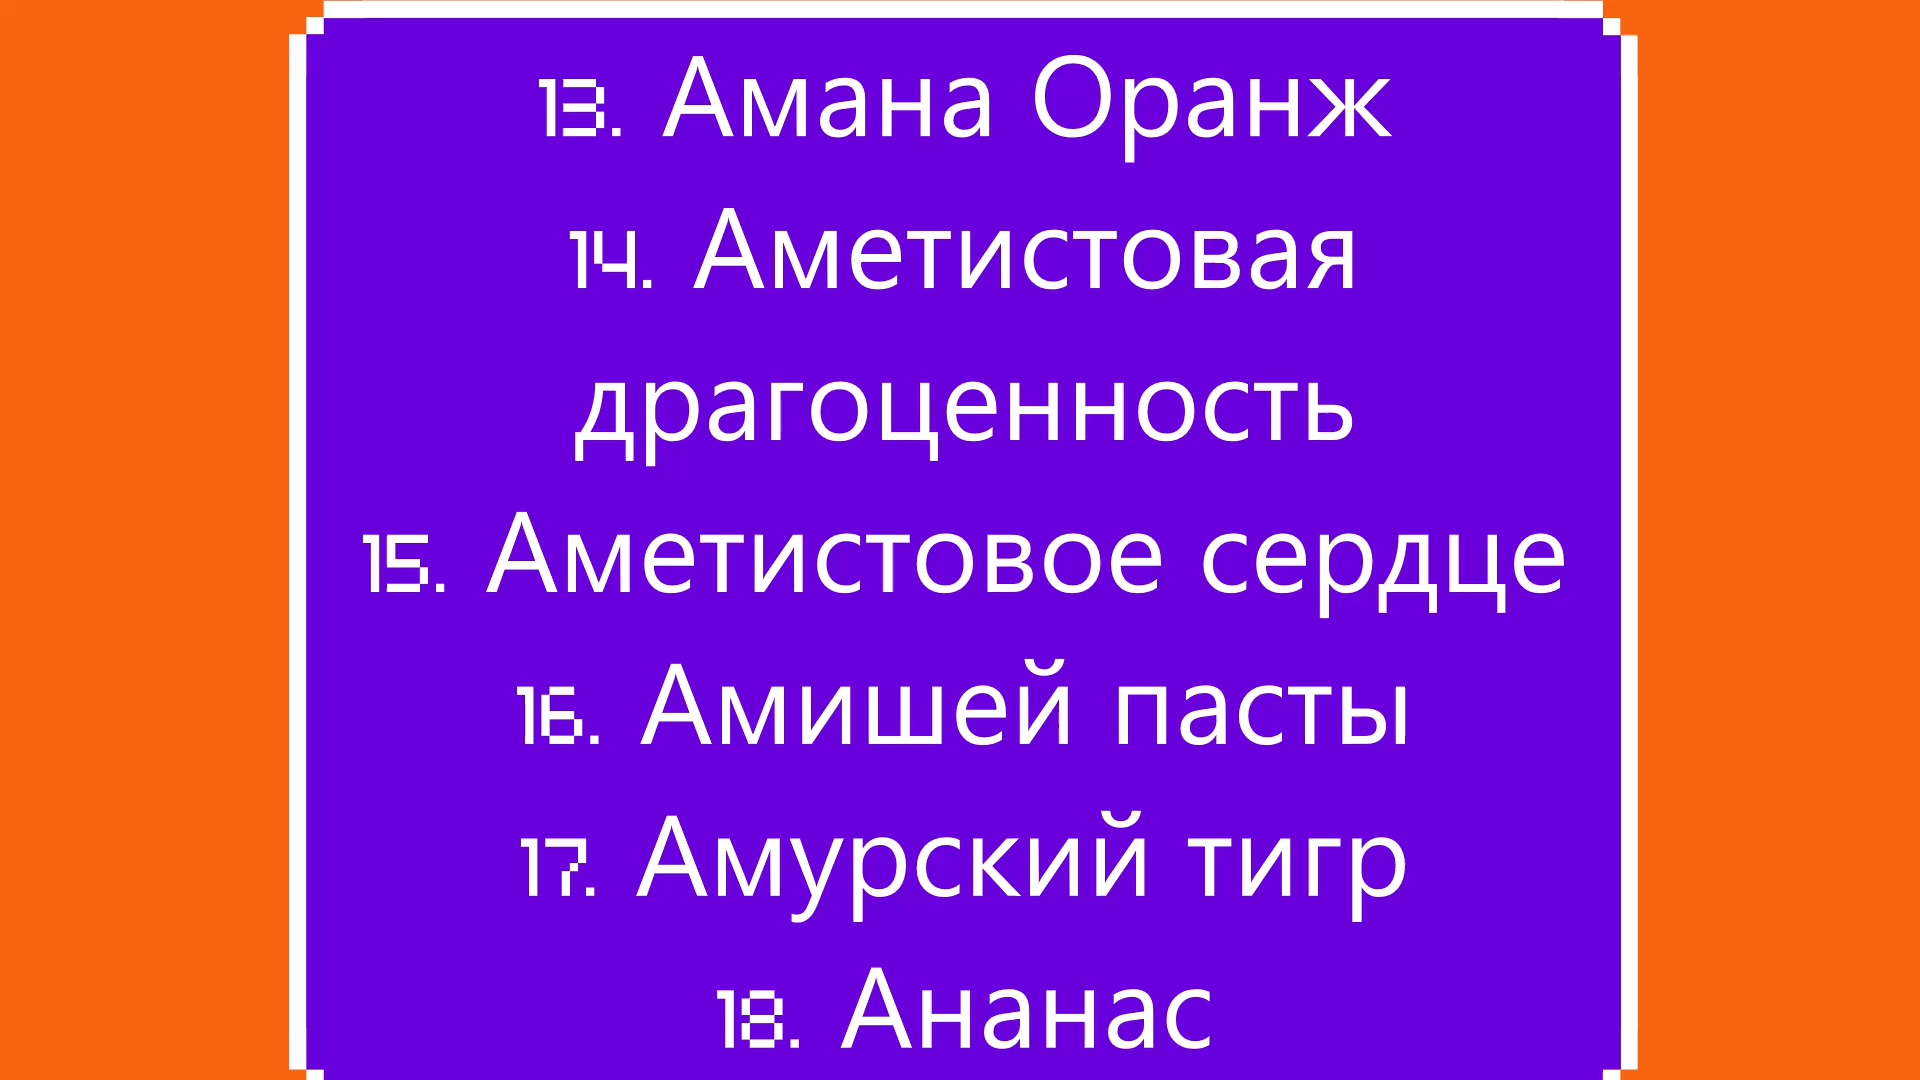 13. Амана Оранж
14. Аметистовая
драгоценность
15. Аметистовое сердце
16. Амишей пасты
17. Амурский тигр
18. Ананас